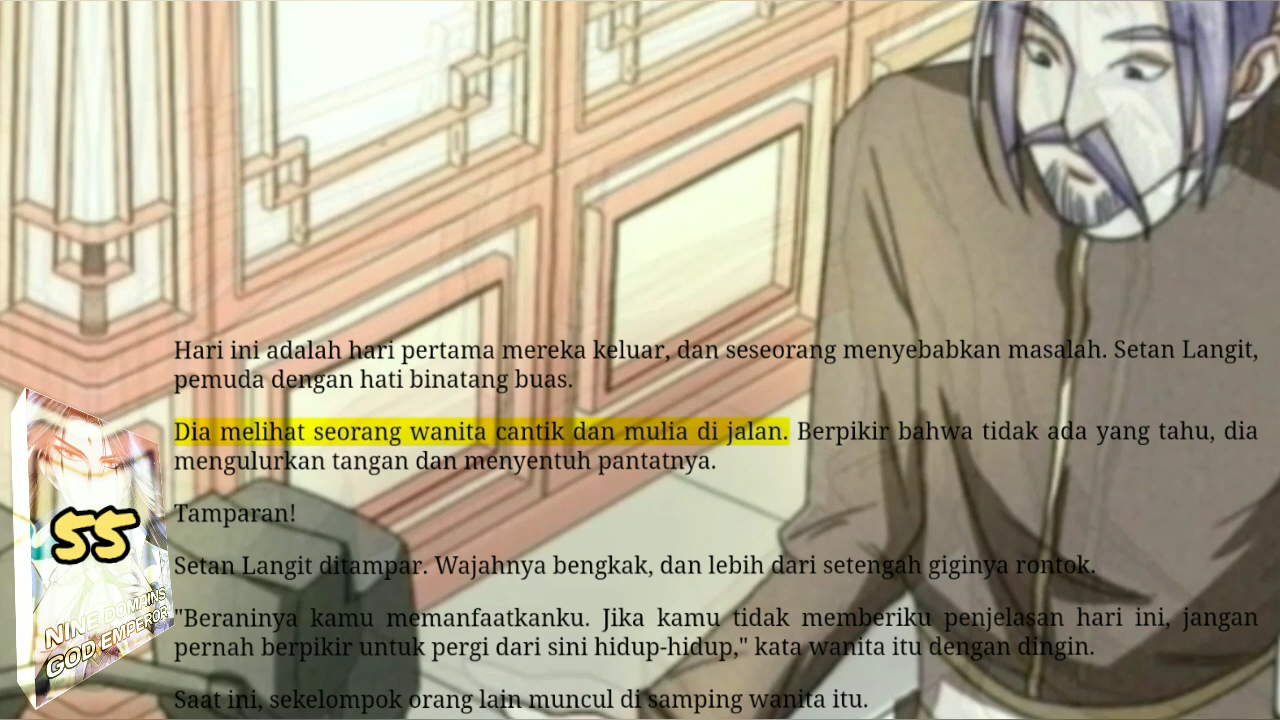 Hari ini adalah hari pertama mereka keluar, dan seseorang menyebabkan masalah. Setan Langit,
pemuda dengan hati binatang buas.
Dia melihat seorang wanita cantik dan mulia di jalan. Berpikir bahwa tidak ada yang tahu, dia
mengulurkan tangan dan menyentuh pantatnya.
Tamparan!
Setan Langit ditampar. Wajahnya bengkak, dan lebih dari setengah giginya rontok.
"Beraninya kamu memanfaatkanku. Jika kamu tidak memberiku penjelasan hari ini, jangan
pernah berpikir untuk pergi dari sini hidup-hidup," kata wanita itu dengan dingin.
Saat ini, sekelompok orang lain muncul di samping wanita itu.
55
NINE DOMAINS
GOD EMPEROR